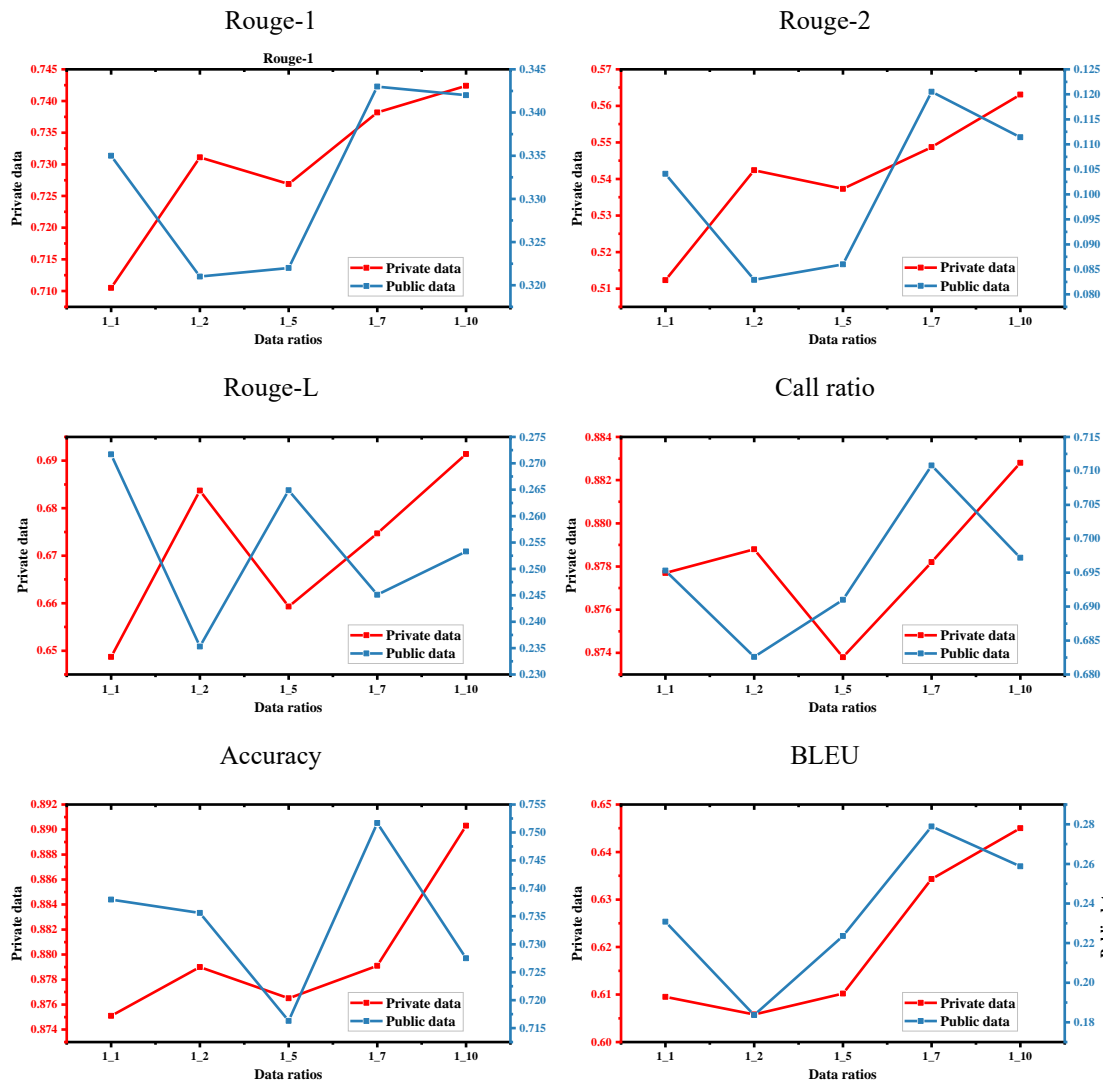 Rouge-1
Rouge-1
0.745
0.740
0.735
0.730
0.725
0.720
0.715
0.710
Private data
0.345
0.340
0.335
0.330
0.325
0.320
Private data
Public data
1_1 1_2 1_5 1_7 1_10
Data ratios
Rouge-2
0.57
0.56
0.55
0.54
0.53
0.52
0.51
Private data
0.125
0.120
0.115
0.110
0.105
0.100
0.095
0.090
0.085
0.080
Private data
Public data
1_1 1_2 1_5 1_7 1_10
Data ratios
Rouge-L
0.69
0.68
0.67
0.66
0.65
Private data
0.275
0.270
0.265
0.260
0.255
0.250
0.245
0.240
0.235
0.230
Private data
Public data
1_1 1_2 1_5 1_7 1_10
Data ratios
Call ratio
0.884
0.882
0.880
0.878
0.876
0.874
Private data
0.715
0.710
0.705
0.700
0.695
0.690
0.685
0.680
Private data
Public data
1_1 1_2 1_5 1_7 1_10
Data ratios
Accuracy
0.892
0.890
0.888
0.886
0.884
0.882
0.880
0.878
0.876
0.874
Private data
0.755
0.750
0.745
0.740
0.735
0.730
0.725
0.720
0.715
Private data
Public data
1_1 1_2 1_5 1_7 1_10
Data ratios
BLEU
0.65
0.64
0.63
0.62
0.61
0.60
Private data
0.28
0.26
0.24
0.22
0.20
0.18
Private data
Public data
1_1 1_2 1_5 1_7 1_10
Data ratios